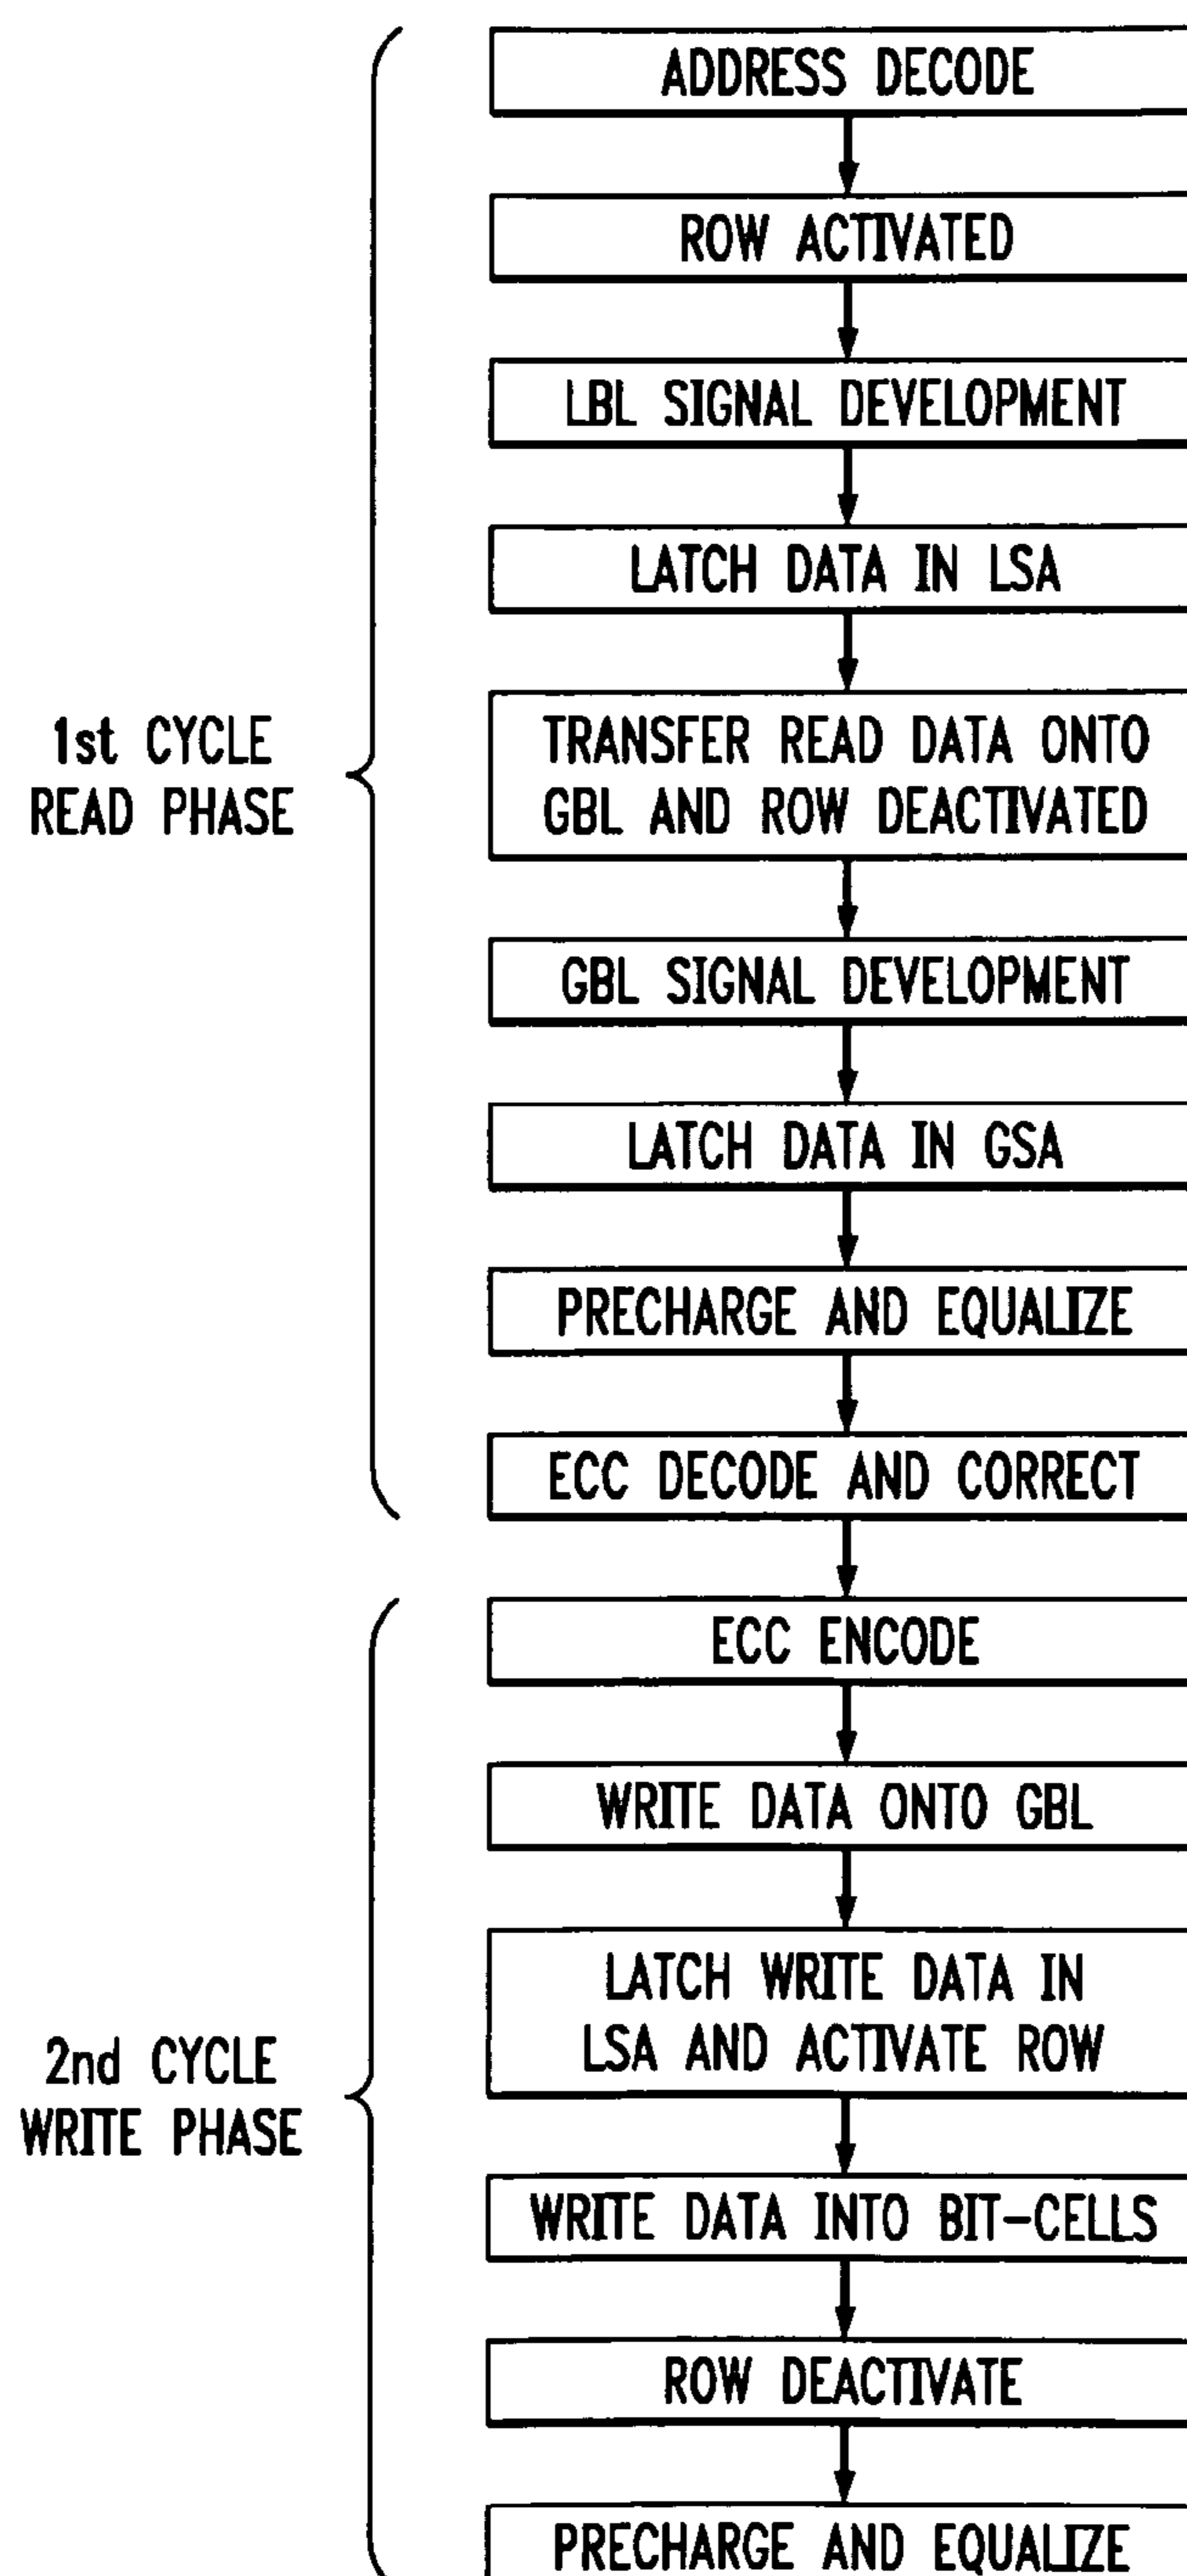 ADDRESS DECODE
ROW ACTIVATED
LBL SIGNAL DEVELOPMENT
LATCH DATA IN LSA
TRANSFER READ DATA ONTO
GBL AND ROW DEACTIVATED
1st CYCLE
READ PHASE
GBL SIGNAL DEVELOPMENT
LATCH DATA IN GSA
PRECHARGE AND EQUALIZE
ECC DECODE AND CORRECT
ECC ENCODE
WRITE DATA ONTO GBL
LATCH WRITE DATA IN
LSA AND ACTIVATE ROW
2nd CYCLE
WRITE PHASE
WRITE DATA INTO BIT-CELLS
ROW DEACTIVATE
PRECHARGE AND EQUALIZE